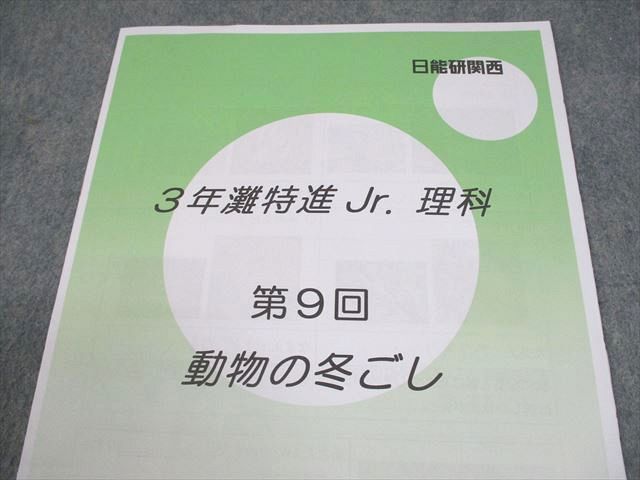 日能研関西
３年灘特進 Jr. 理科
第９回
動物の冬ごし